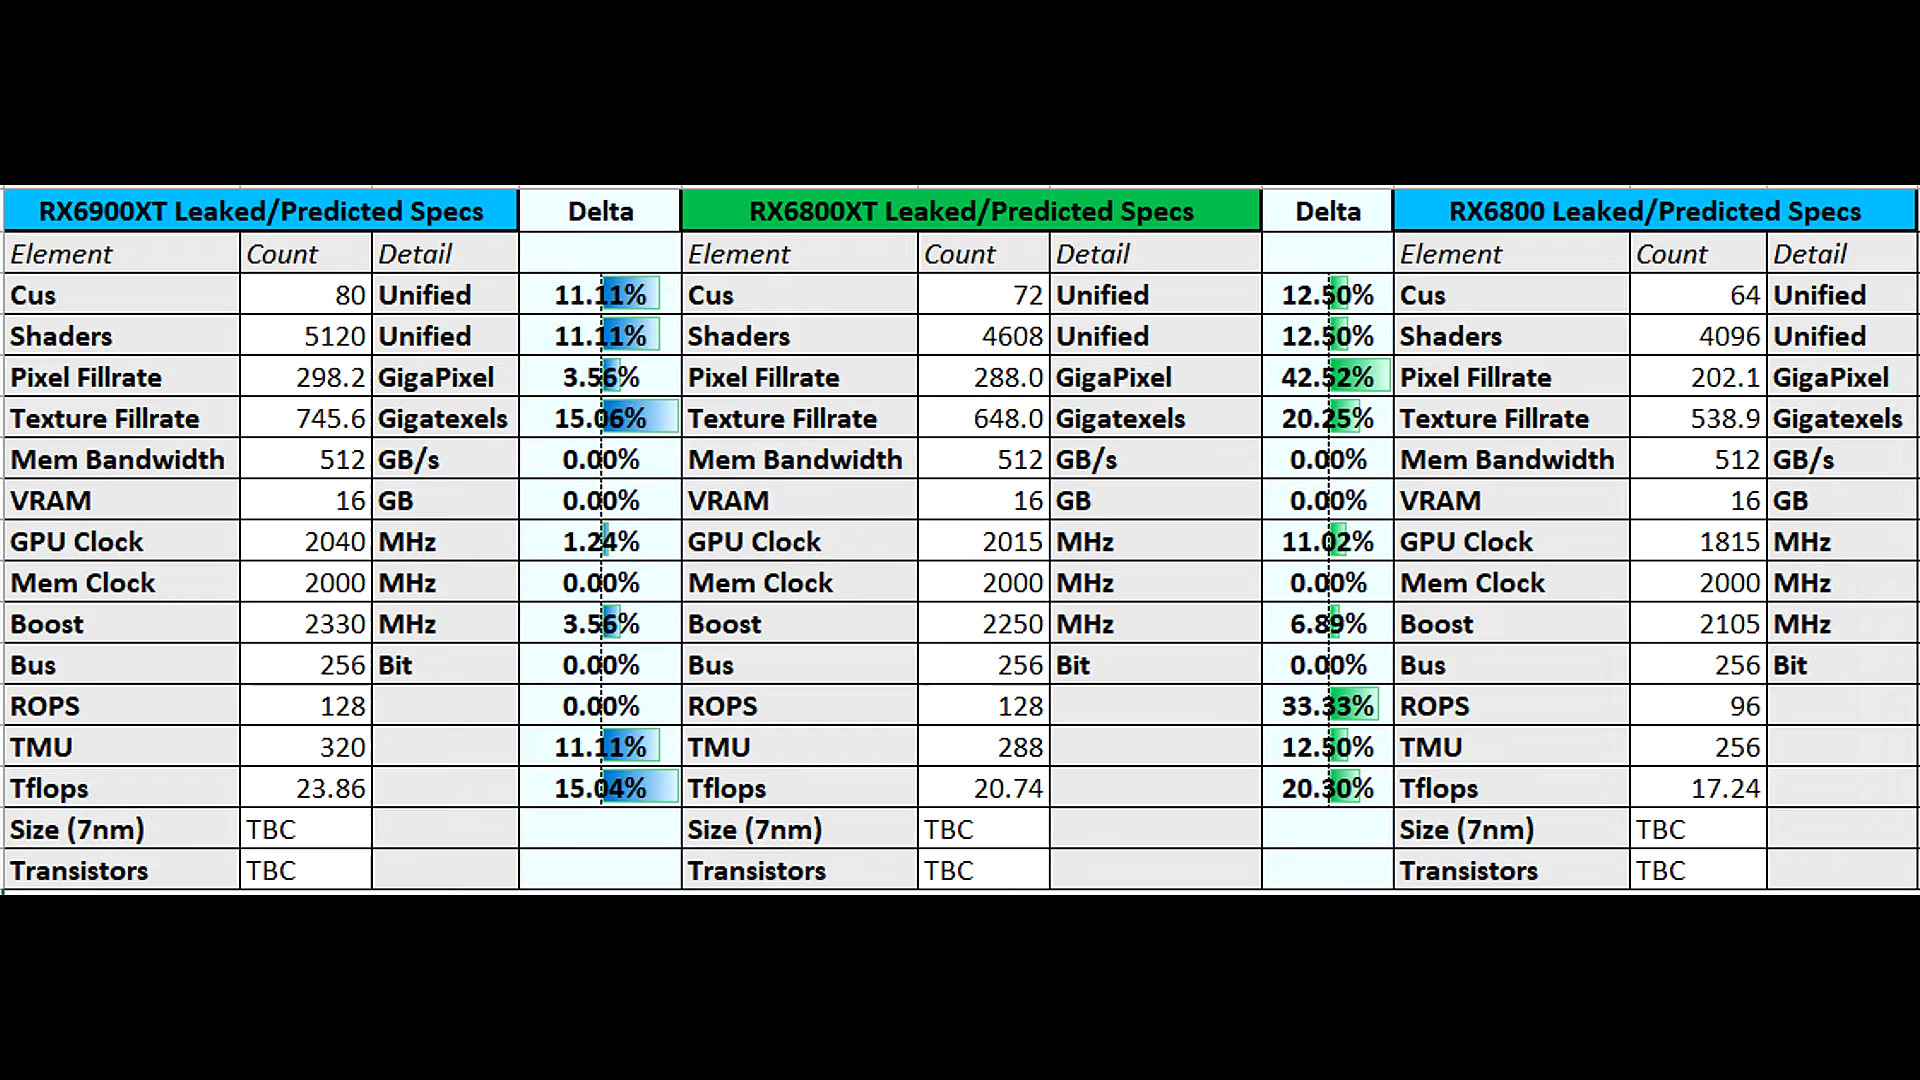 RX6900XT Leaked/Predicted Specs Delta RX6800XT Leaked/Predicted Specs Delta RX6800 Leaked/Predicted Specs
Element Count Detail Element Count Detail Element Count Detail
Cus 80 Unified 11.11% Cus 72 Unified 12.50% Cus 64 Unified
Shaders 5120 Unified 11.11% Shaders 4608 Unified 12.50% Shaders 4096 Unified
Pixel Fillrate 298.2 GigaPixel 3.56% Pixel Fillrate 288.0 GigaPixel 42.52% Pixel Fillrate 202.1 GigaPixel
Texture Fillrate 745.6 Gigatexels 15.06% Texture Fillrate 648.0 Gigatexels 20.25% Texture Fillrate 538.9 Gigatexels
Mem Bandwidth 512 GB/s 0.00% Mem Bandwidth 512 GB/s 0.00% Mem Bandwidth 512 GB/s
VRAM 16 GB 0.00% VRAM 16 GB 0.00% VRAM 16 GB
GPU Clock 2040 MHz 1.24% GPU Clock 2015 MHz 11.02% GPU Clock 1815 MHz
Mem Clock 2000 MHz 0.00% Mem Clock 2000 MHz 0.00% Mem Clock 2000 MHz
Boost 2330 MHz 3.56% Boost 2250 MHz 6.89% Boost 2105 MHz
Bus 256 Bit 0.00% Bus 256 Bit 0.00% Bus 256 Bit
ROPS 128 0.00% ROPS 128 33.33% ROPS 96
TMU 320 11.11% TMU 288 12.50% TMU 256
Tflops 23.86 15.04% Tflops 20.74 20.30% Tflops 17.24
Size (7nm) TBC Size (7nm) TBC Size (7nm) TBC
Transistors TBC Transistors TBC Transistors TBC